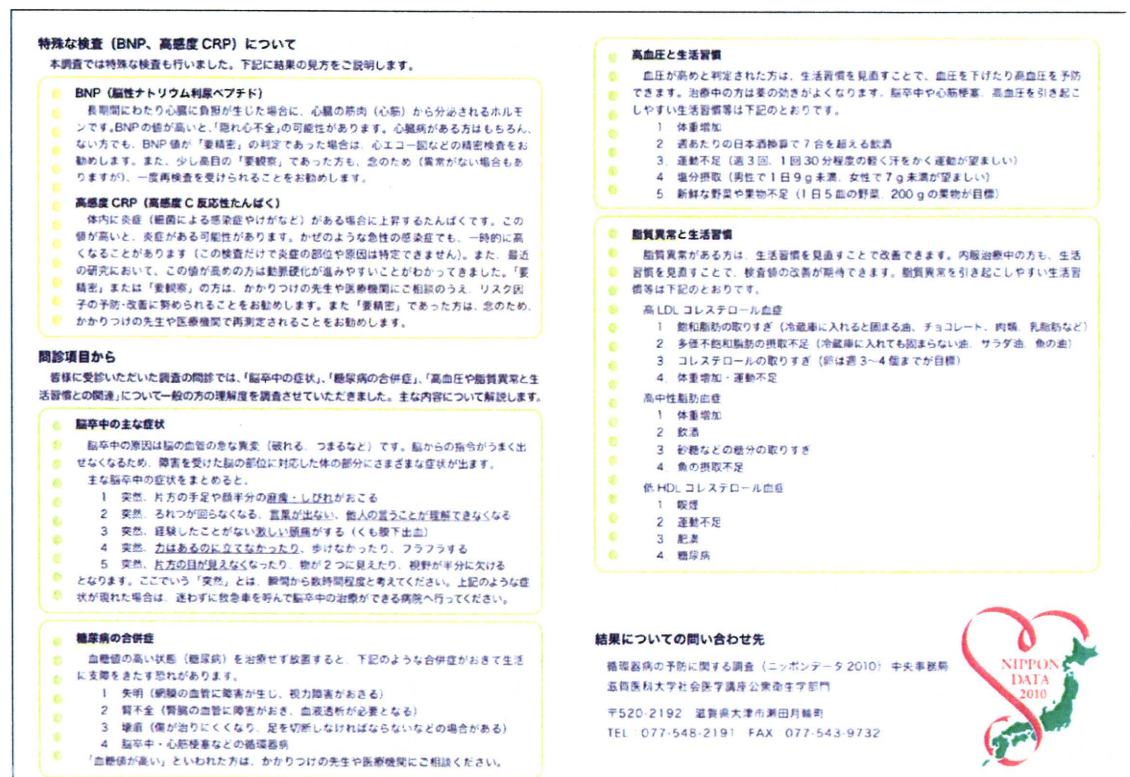 特殊な検査（BNP、高感度 CRP）について
本調査では特殊な検査も行いました。下記に結果の見方をご説明します。
BNP（脳性ナトリウム利尿ペプチド）
長期間にわたり心臓に負担が生じた場合に、心臓の筋肉（心筋）から分泌されるホルモ
ンです。BNPの値が高いと、「隠れ心不全」の可能性があります。心臓病がある方はもちろん、
ない方でも、BNP 値が「要精密」の判定であった場合は、心エコー図などの精密検査をお
勧めします。また、少し高目の「要観察」であった方も、念のため（異常がない場合もあ
りますが）、一度再検査を受けられることをお勧めします。
高感度 CRP（高感度 C 反応性たんぱく）
体内に炎症（細菌による感染症やけがなど）がある場合に上昇するたんぱくです。この
値が高いと、炎症がある可能性があります。かぜのような急性の感染症でも、一時的に高
くなることがあります（この検査だけで炎症の部位や原因は特定できません）。また、最近
の研究において、この値が高めの方は動脈硬化が進みやすいことがわかってきました。「要
精密」または「要観察」の方は、かかりつけの先生や医療機関にご相談のうえ、リスク因
子の予防・改善に努められることをお勧めします。また「要精密」であった方は、念のため、
かかりつけの先生や医療機関で再測定されることをお勧めします。
問診項目から
皆様に受診いただいた調査の問診では、「脳卒中の症状」、「糖尿病の合併症」、「高血圧や脂質異常と生
活習慣との関連」について一般の方の理解度を調査させていただきました。主な内容について解説します。
脳卒中の主な症状
脳卒中の原因は脳の血管の急な異変（破れる、つまるなど）です。脳からの指令がうまく出
せなくなるため、障害を受けた脳の部位に対応した体の部分にさまざまな症状が出ます。
主な脳卒中の症状をまとめると、
1 突然、片方の手足や顔半分の麻痺・しびれがおこる
2 突然、ろれつが回らなくなる、言葉が出ない、他人の言うことが理解できなくなる
3 突然、経験したことがない激しい頭痛がする（くも膜下出血）
4 突然、力はあるのに立てなかったり、歩けなかったり、フラフラする
5 突然、片方の目が見えなくなったり、物が 2 つに見えたり、視野が半分に欠ける
となります。ここでいう「突然」とは、瞬間から数時間程度と考えてください。上記のような症
状が現れた場合は、迷わずに救急車を呼んで脳卒中の治療ができる病院へ行ってください。
糖尿病の合併症
血糖値の高い状態（糖尿病）を治療せず放置すると、下記のような合併症がおきて生活
に支障をきたす恐れがあります。
1 失明（網膜の血管に障害が生じ、視力障害がおきる）
2 腎不全（腎臓の血管に障害がおき、血液透析が必要となる）
3 壊疽（傷が治りにくくなり、足を切断しなければならないなどの場合がある）
4 脳卒中・心筋梗塞などの循環器病
「血糖値が高い」といわれた方は、かかりつけの先生や医療機関にご相談ください。
高血圧と生活習慣
血圧が高めと判定された方は、生活習慣を見直すことで、血圧を下げたり高血圧を予防
できます。治療中の方は薬の効きがよくなります。脳卒中や心筋梗塞、高血圧を引き起こ
しやすい生活習慣等は下記のとおりです。
1 体重増加
2 週あたりの日本酒換算で 7 合を超える飲酒
3. 運動不足（週 3 回、1 回 30 分程度の軽く汗をかく運動が望ましい）
4 塩分摂取（男性で 1 日 9 g 未満、女性で 7 g 未満が望ましい）
5 新鮮な野菜や果物不足（1 日 5 皿の野菜、200 g の果物が目標）
脂質異常と生活習慣
脂質異常がある方は、生活習慣を見直すことで改善できます。内服治療中の方も、生活
習慣を見直すことで、検査値の改善が期待できます。脂質異常を引き起こしやすい生活習
慣等は下記のとおりです。
高 LDL コレステロール血症
1 飽和脂肪の取りすぎ（冷蔵庫に入れると固まる油、チョコレート、肉類、乳脂肪など）
2 多価不飽和脂肪の摂取不足（冷蔵庫に入れても固まらない油、サラダ油、魚の油）
3 コレステロールの取りすぎ（卵は週 3～4 個までが目標）
4. 体重増加・運動不足
高中性脂肪血症
1 体重増加
2 飲酒
3 砂糖などの糖分の取りすぎ
4 魚の摂取不足
低 HDL コレステロール血症
1 喫煙
2 運動不足
3 肥満
4. 糖尿病
結果についての問い合わせ先
循環器病の予防に関する調査（ニッポンデータ 2010） 中央事務局
滋賀医科大学社会医学講座公衆衛生学部門
〒520-2192 滋賀県大津市瀬田月輪町
TEL：077-548-2191 FAX：077-543-9732
NIPPON
DATA
2010